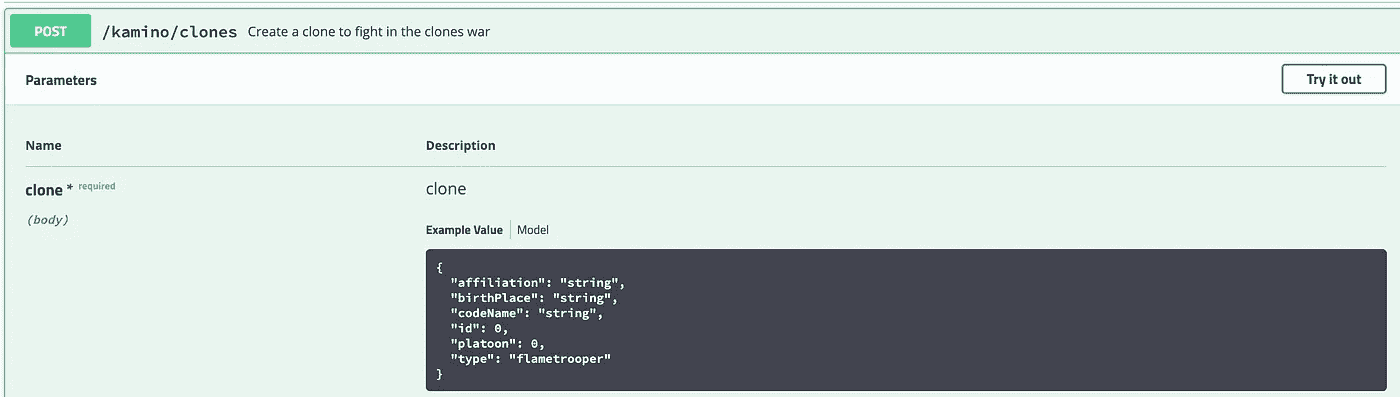 POST /kamino/clones Create a clone to fight in the clones war
Parameters Try it out
Name Description
clone * required clone
(body)
Example Value Model
{
"affiliation": "string",
"birthPlace": "string",
"codeName": "string",
"id": 0,
"platoon": 0,
"type": "flametrooper"
}